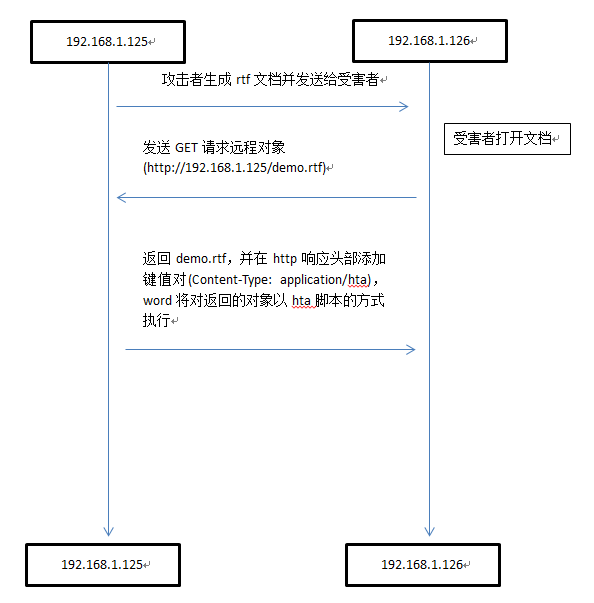 192.168.1.125
192.168.1.126
攻击者生成 rtf 文档并发送给受害者
受害者打开文档
发送 GET 请求远程对象
(http://192.168.1.125/demo.rtf)
返回 demo.rtf，并在 http 响应头部添加
键值对(Content-Type: application/hta)，
word 将对返回的对象以 hta 脚本的方式
执行
192.168.1.125
192.168.1.126